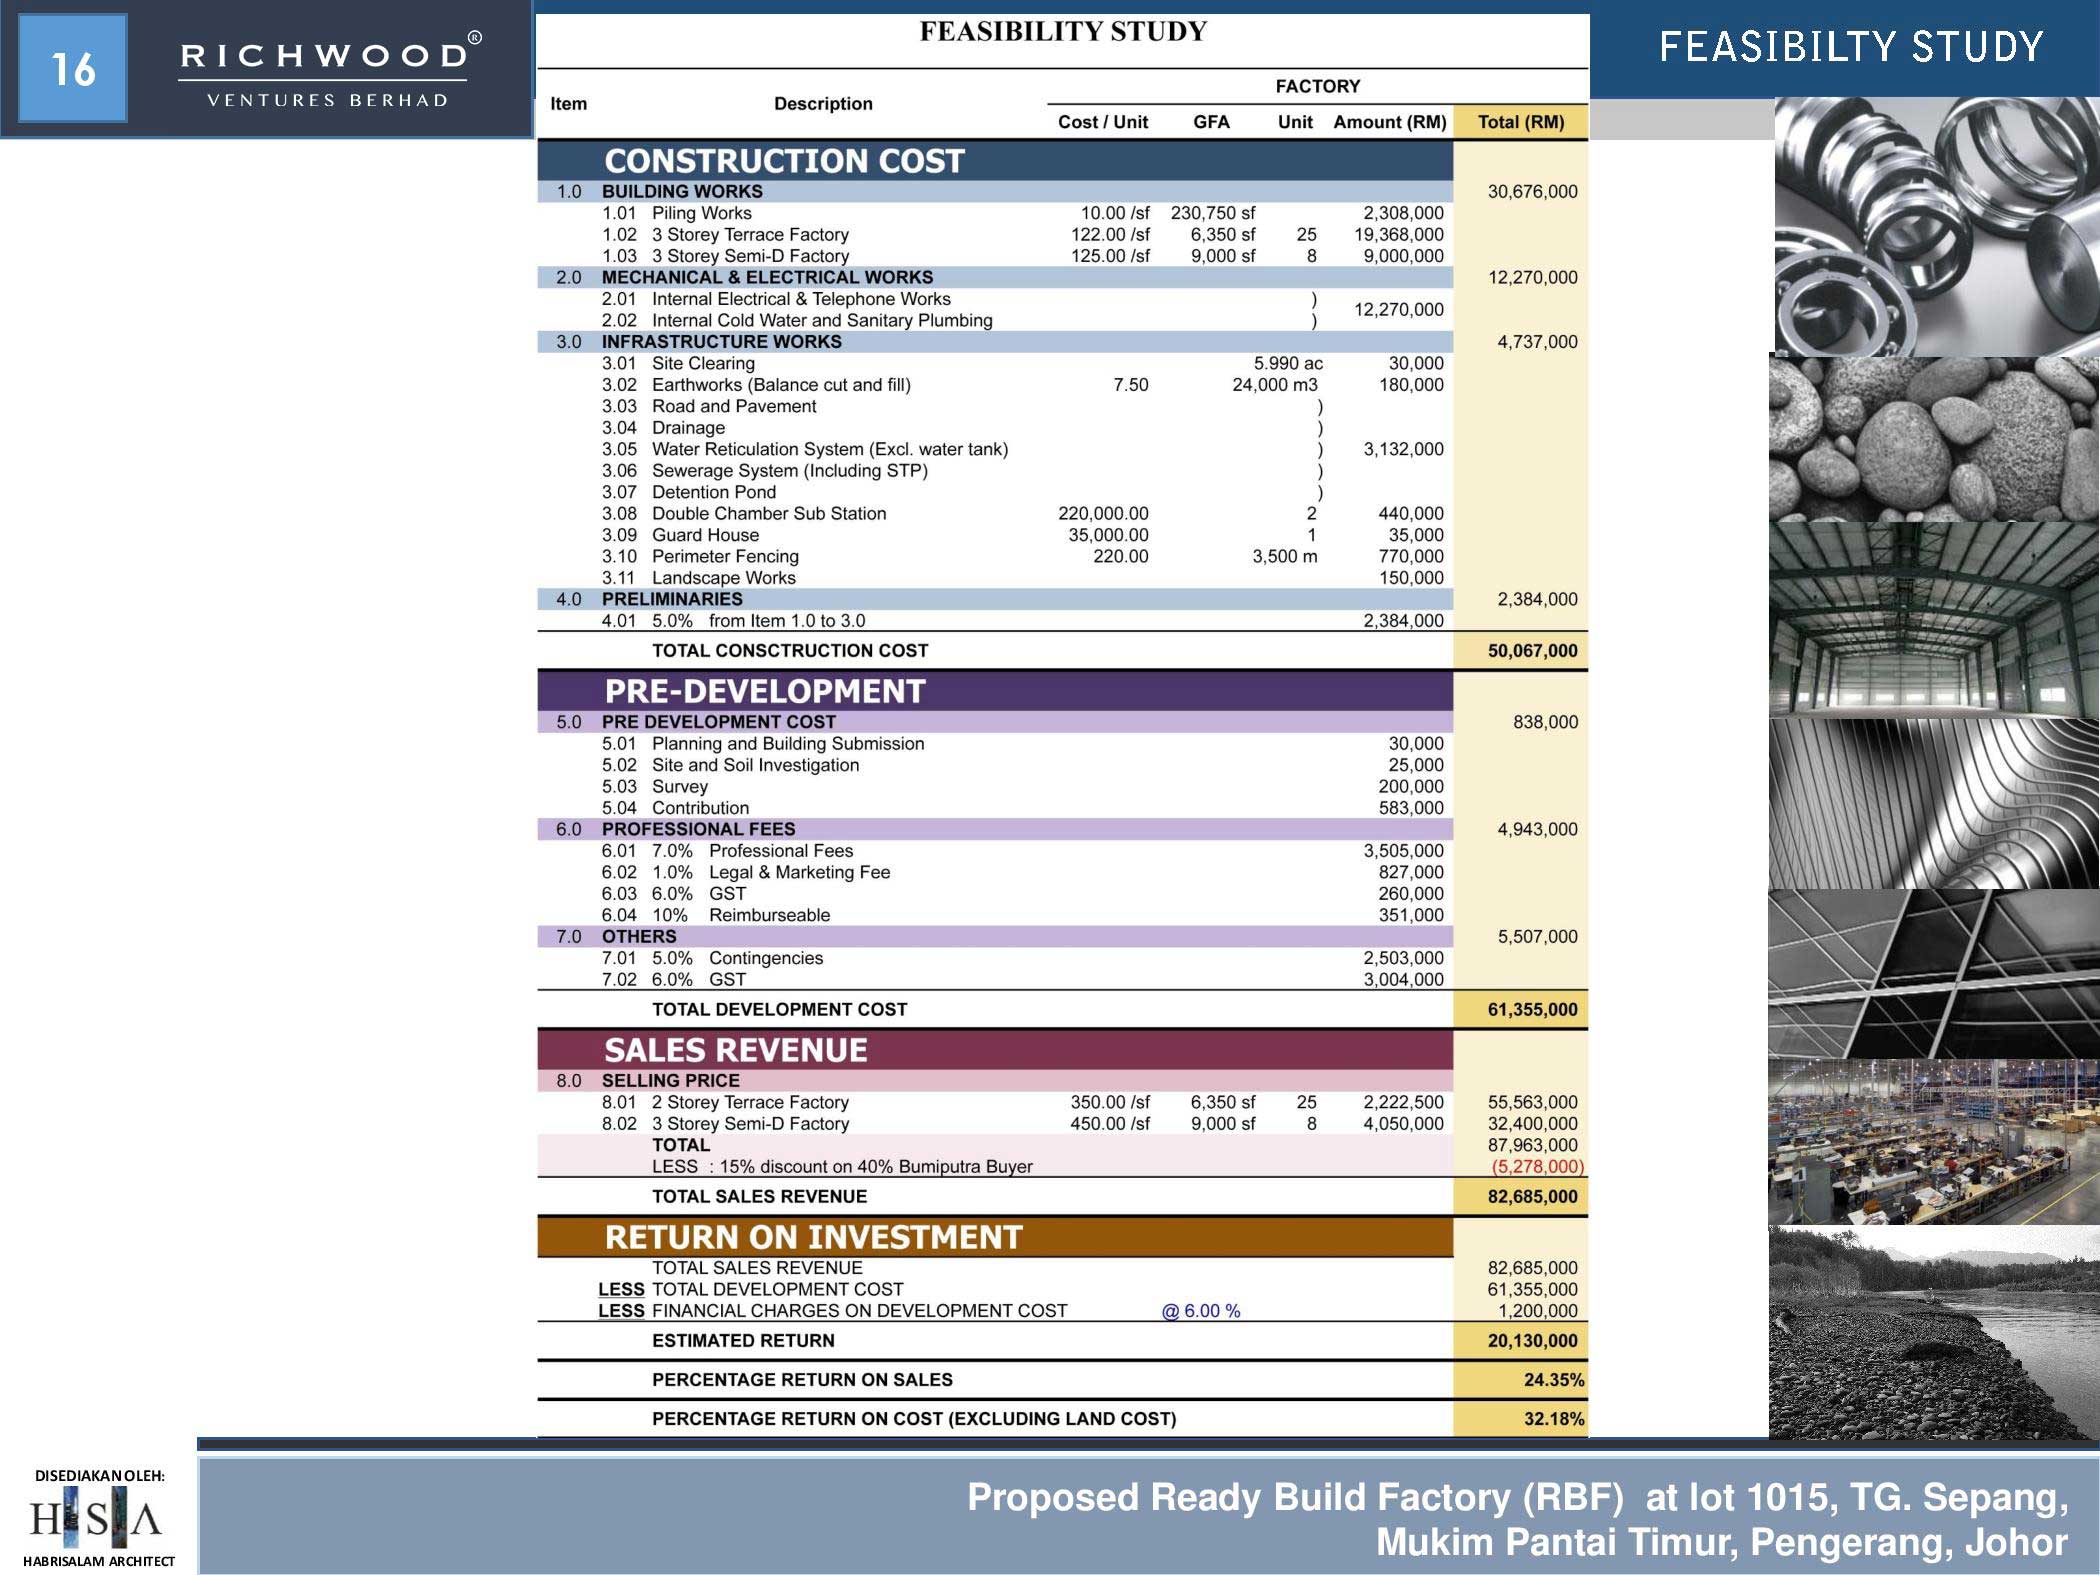 16
RICHWOOD®
VENTURES BERHAD
FEASIBILTY STUDY
FEASIBILITY STUDY
FACTORY
Item Description Cost / Unit GFA Unit Amount (RM) Total (RM)
CONSTRUCTION COST
1.0 BUILDING WORKS 30,676,000
1.01 Piling Works 10.00 /sf 230,750 sf 2,308,000
1.02 3 Storey Terrace Factory 122.00 /sf 6,350 sf 25 19,368,000
1.03 3 Storey Semi-D Factory 125.00 /sf 9,000 sf 8 9,000,000
2.0 MECHANICAL & ELECTRICAL WORKS 12,270,000
2.01 Internal Electrical & Telephone Works )
12,270,000
2.02 Internal Cold Water and Sanitary Plumbing )
3.0 INFRASTRUCTURE WORKS 4,737,000
3.01 Site Clearing 5.990 ac 30,000
3.02 Earthworks (Balance cut and fill) 7.50 24,000 m3 180,000
3.03 Road and Pavement )
3.04 Drainage )
3.05 Water Reticulation System (Excl. water tank) ) 3,132,000
3.06 Sewerage System (Including STP) )
3.07 Detention Pond )
3.08 Double Chamber Sub Station 220,000.00 2 440,000
3.09 Guard House 35,000.00 1 35,000
3.10 Perimeter Fencing 220.00 3,500 m 770,000
3.11 Landscape Works 150,000
4.0 PRELIMINARIES 2,384,000
4.01 5.0% from Item 1.0 to 3.0 2,384,000
TOTAL CONSCTRUCTION COST 50,067,000
PRE-DEVELOPMENT
5.0 PRE DEVELOPMENT COST 838,000
5.01 Planning and Building Submission 30,000
5.02 Site and Soil Investigation 25,000
5.03 Survey 200,000
5.04 Contribution 583,000
6.0 PROFESSIONAL FEES 4,943,000
6.01 7.0% Professional Fees 3,505,000
6.02 1.0% Legal & Marketing Fee 827,000
6.03 6.0% GST 260,000
6.04 10% Reimburseable 351,000
7.0 OTHERS 5,507,000
7.01 5.0% Contingencies 2,503,000
7.02 6.0% GST 3,004,000
TOTAL DEVELOPMENT COST 61,355,000
SALES REVENUE
8.0 SELLING PRICE
8.01 2 Storey Terrace Factory 350.00 /sf 6,350 sf 25 2,222,500 55,563,000
8.02 3 Storey Semi-D Factory 450.00 /sf 9,000 sf 8 4,050,000 32,400,000
TOTAL 87,963,000
LESS : 15% discount on 40% Bumiputra Buyer (5,278,000)
TOTAL SALES REVENUE 82,685,000
RETURN ON INVESTMENT
TOTAL SALES REVENUE 82,685,000
LESS TOTAL DEVELOPMENT COST 61,355,000
LESS FINANCIAL CHARGES ON DEVELOPMENT COST @ 6.00 % 1,200,000
ESTIMATED RETURN 20,130,000
PERCENTAGE RETURN ON SALES 24.35%
PERCENTAGE RETURN ON COST (EXCLUDING LAND COST) 32.18%
DISEDIAKAN OLEH:
HSA
HABRISALAM ARCHITECT
Proposed Ready Build Factory (RBF) at lot 1015, TG. Sepang,
Mukim Pantai Timur, Pengerang, Johor